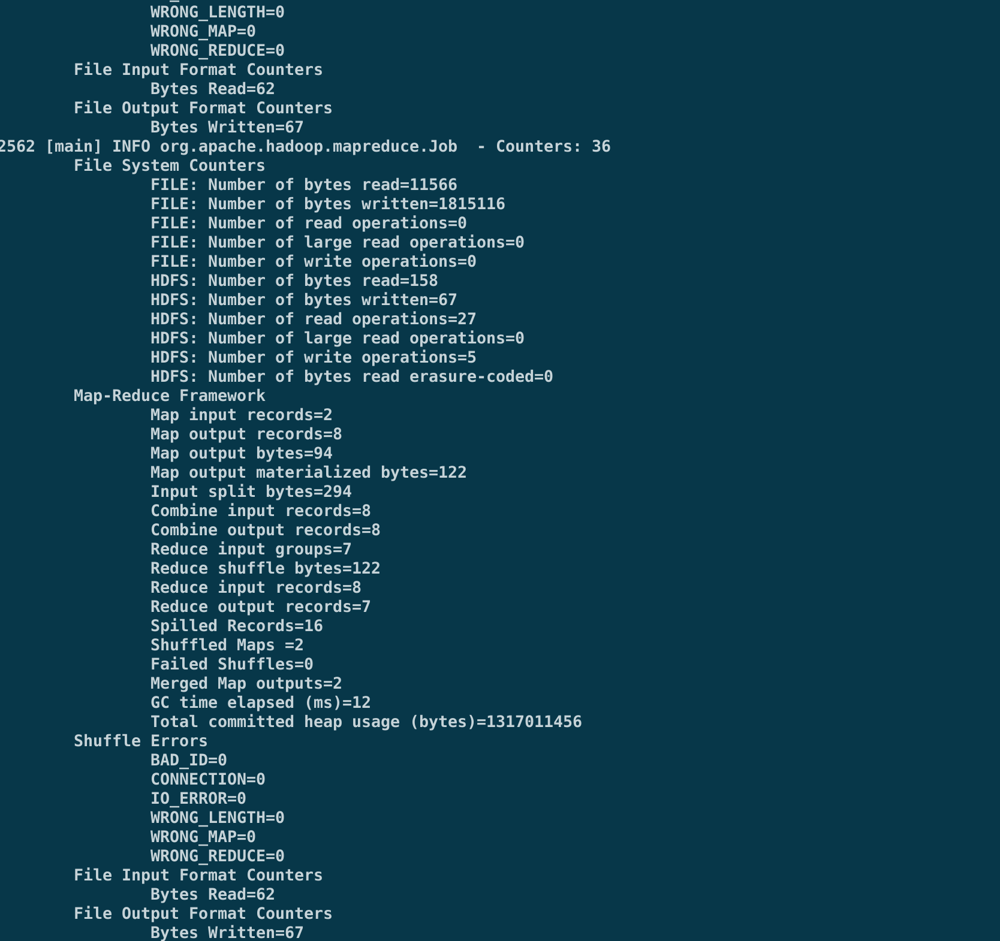 WRONG_LENGTH=0
WRONG_MAP=0
WRONG_REDUCE=0
File Input Format Counters
Bytes Read=62
File Output Format Counters
Bytes Written=67
2562 [main] INFO org.apache.hadoop.mapreduce.Job  - Counters: 36
File System Counters
FILE: Number of bytes read=11566
FILE: Number of bytes written=1815116
FILE: Number of read operations=0
FILE: Number of large read operations=0
FILE: Number of write operations=0
HDFS: Number of bytes read=158
HDFS: Number of bytes written=67
HDFS: Number of read operations=27
HDFS: Number of large read operations=0
HDFS: Number of write operations=5
HDFS: Number of bytes read erasure-coded=0
Map-Reduce Framework
Map input records=2
Map output records=8
Map output bytes=94
Map output materialized bytes=122
Input split bytes=294
Combine input records=8
Combine output records=8
Reduce input groups=7
Reduce shuffle bytes=122
Reduce input records=8
Reduce output records=7
Spilled Records=16
Shuffled Maps =2
Failed Shuffles=0
Merged Map outputs=2
GC time elapsed (ms)=12
Total committed heap usage (bytes)=1317011456
Shuffle Errors
BAD_ID=0
CONNECTION=0
IO_ERROR=0
WRONG_LENGTH=0
WRONG_MAP=0
WRONG_REDUCE=0
File Input Format Counters
Bytes Read=62
File Output Format Counters
Bytes Written=67